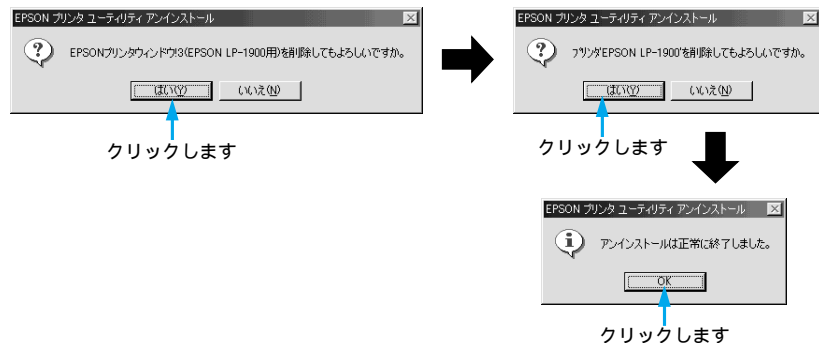 EPSON プリンタ ユーティリティ アンインストール
EPSONプリンタウィンドウ!3(EPSON LP-1900用)を削除してもよろしいですか。
はい(Y)
いいえ(N)
クリックします
EPSON プリンタ ユーティリティ アンインストール
プリンタ'EPSON LP-1900'を削除してもよろしいですか。
はい(Y)
いいえ(N)
クリックします
EPSON プリンタ ユーティリティ アンインストール
アンインストールは正常に終了しました。
OK
クリックします